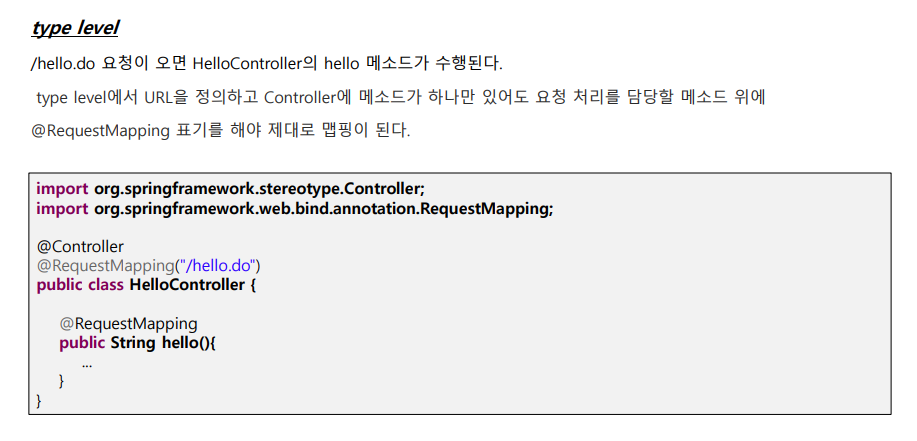 type level
/hello.do 요청이 오면 HelloController의 hello 메소드가 수행된다.
type level에서 URL을 정의하고 Controller에 메소드가 하나만 있어도 요청 처리를 담당할 메소드 위에
@RequestMapping 표기를 해야 제대로 맵핑이 된다.
import org.springframework.stereotype.Controller;
import org.springframework.web.bind.annotation.RequestMapping;
@Controller
@RequestMapping("/hello.do")
public class HelloController {
@RequestMapping
public String hello(){
...
}
}